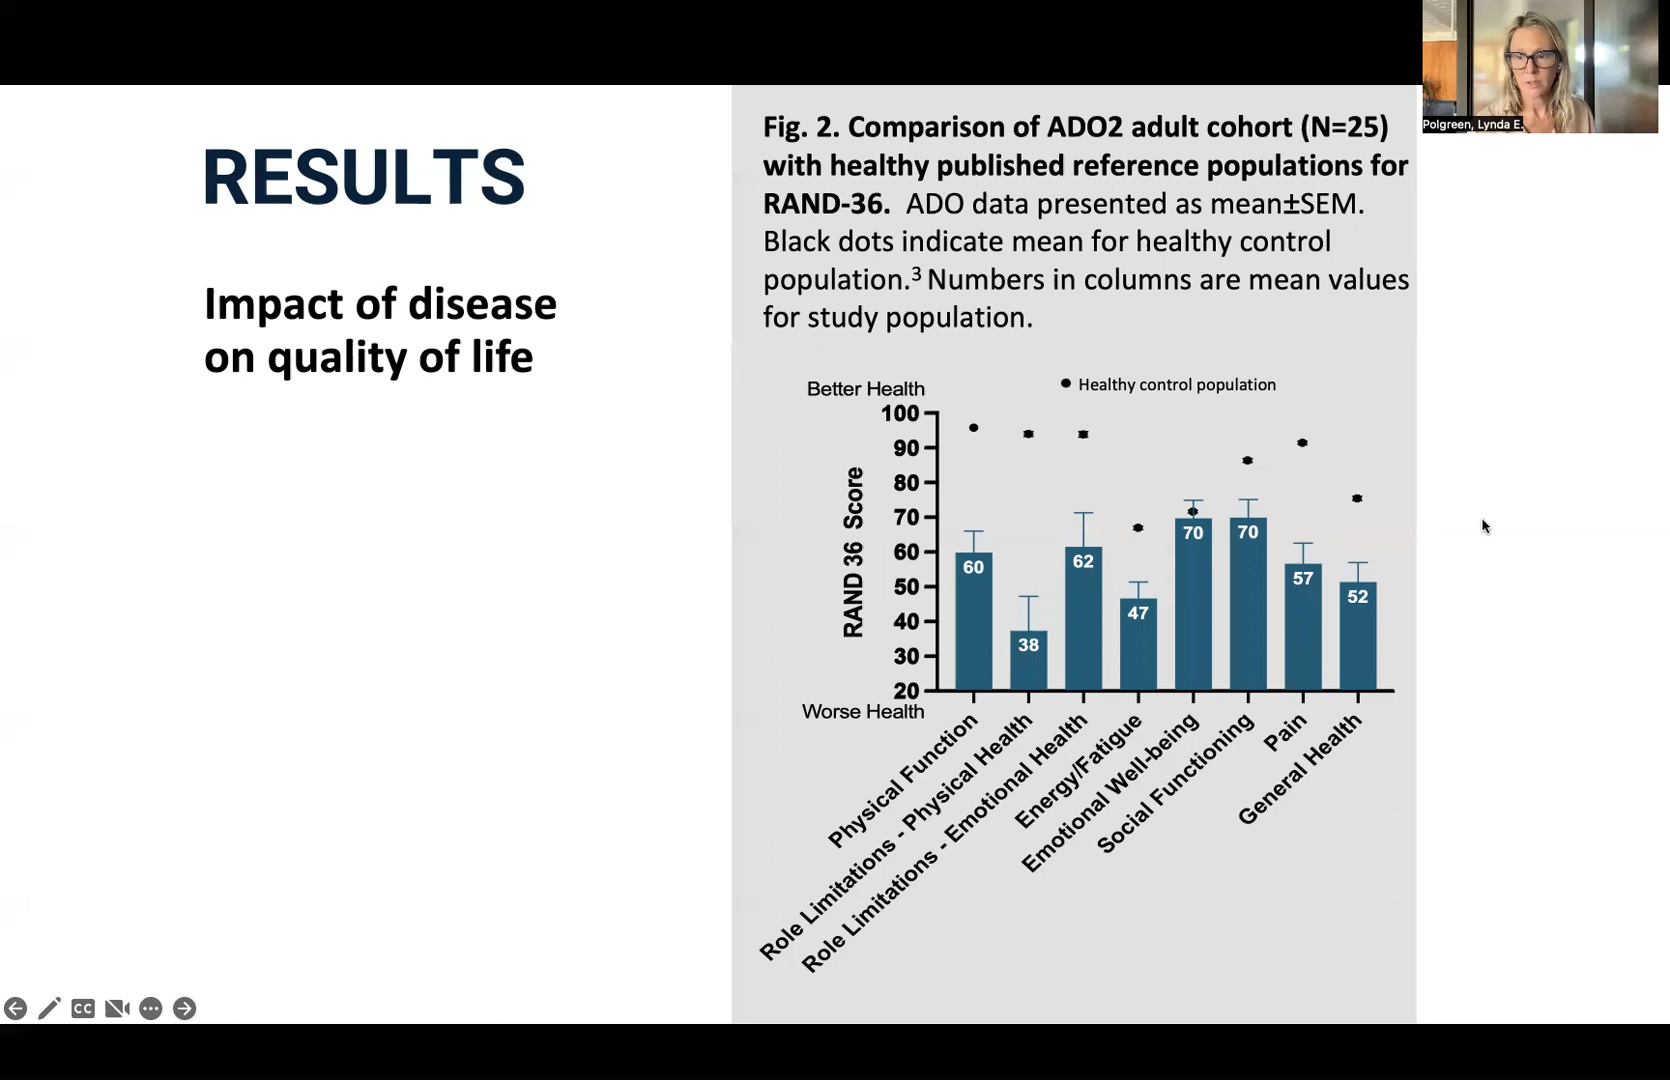 Polgreen, Lynda E.
RESULTS
Impact of disease
on quality of life
Fig. 2. Comparison of ADO2 adult cohort (N=25)
with healthy published reference populations for
RAND-36. ADO data presented as mean±SEM.
Black dots indicate mean for healthy control
population.³ Numbers in columns are mean values
for study population.
Better Health
Healthy control population
100
90
80
70
60
50
40
30
20
RAND 36 Score
60
38
62
47
70
70
57
52
Worse Health
Physical Function
Role Limitations - Physical Health
Role Limitations - Emotional Health
Energy/Fatigue
Emotional Well-being
Social Functioning
Pain
General Health
CC